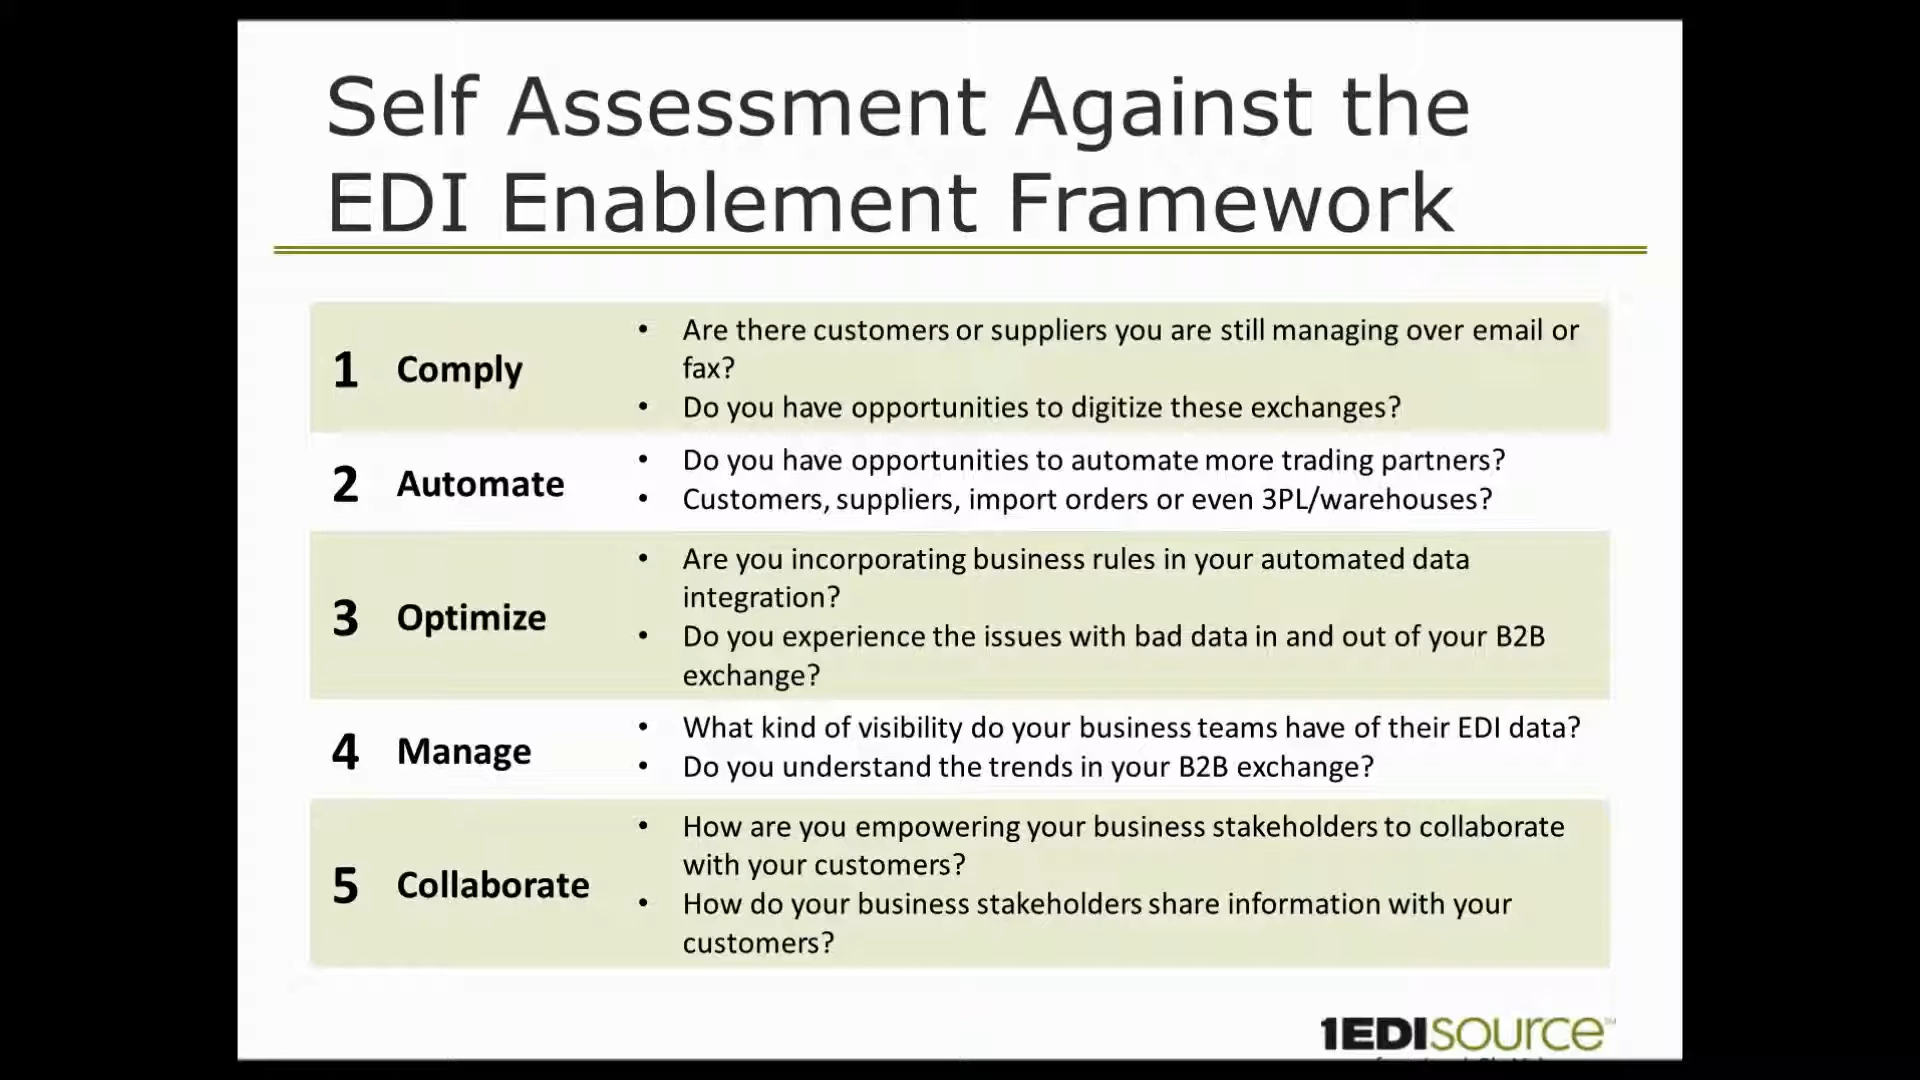 Self Assessment Against the
EDI Enablement Framework
1 Comply
• Are there customers or suppliers you are still managing over email or
fax?
• Do you have opportunities to digitize these exchanges?
2 Automate
• Do you have opportunities to automate more trading partners?
• Customers, suppliers, import orders or even 3PL/warehouses?
3 Optimize
• Are you incorporating business rules in your automated data
integration?
• Do you experience the issues with bad data in and out of your B2B
exchange?
4 Manage
• What kind of visibility do your business teams have of their EDI data?
• Do you understand the trends in your B2B exchange?
5 Collaborate
• How are you empowering your business stakeholders to collaborate
with your customers?
• How do your business stakeholders share information with your
customers?
1EDISource™